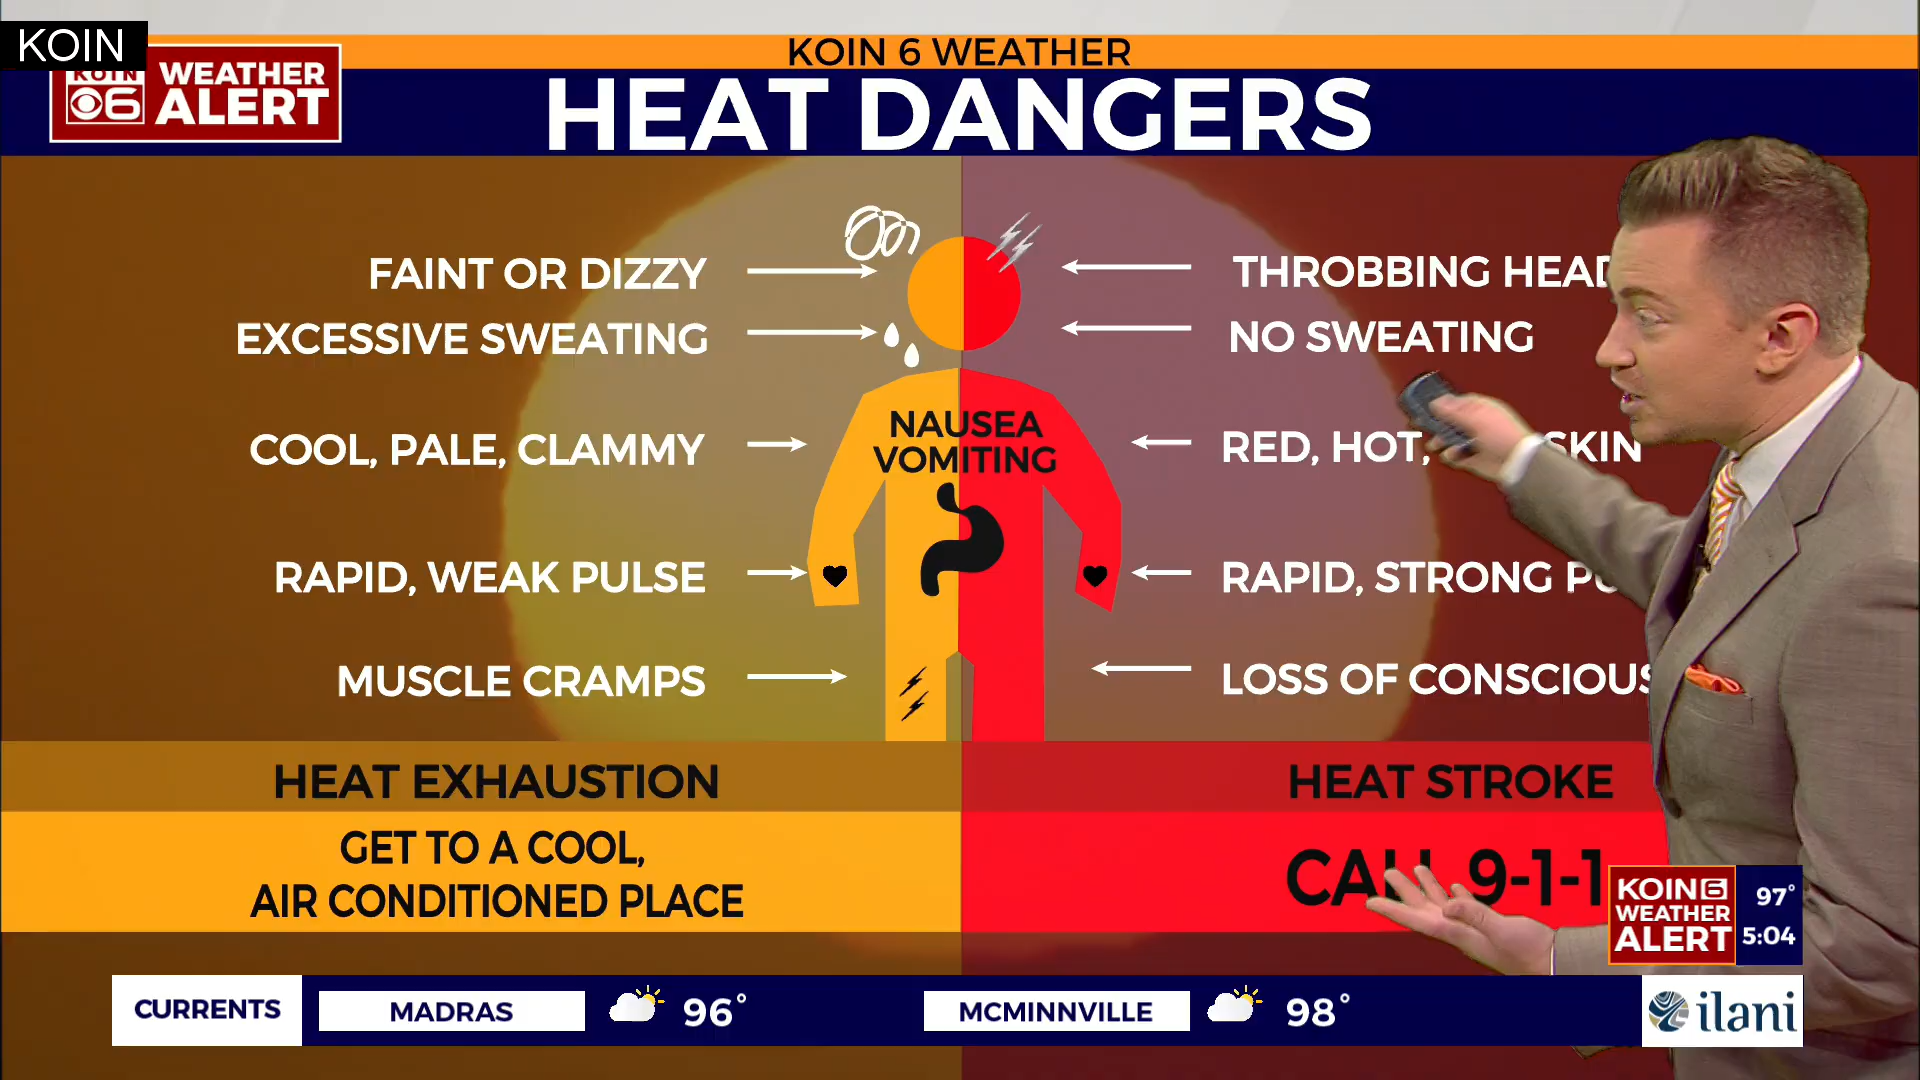 KOIN
KOIN
6
WEATHER
ALERT
KOIN 6 WEATHER
HEAT DANGERS
FAINT OR DIZZY
THROBBING HEAD
EXCESSIVE SWEATING
NO SWEATING
NAUSEA
VOMITING
COOL, PALE, CLAMMY
RED, HOT, SKIN
RAPID, WEAK PULSE
RAPID, STRONG
MUSCLE CRAMPS
LOSS OF CONSCIOUS
HEAT EXHAUSTION
HEAT STROKE
GET TO A COOL,
AIR CONDITIONED PLACE
CALL 9-1-1
KOIN 6
WEATHER
ALERT
97°
5:04
CURRENTS
MADRAS
96°
MCMINNVILLE
98°
ilani